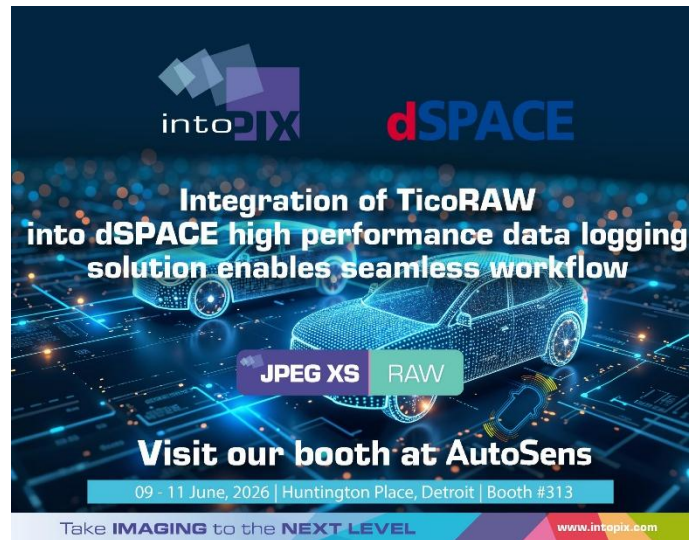 intoPIX
dSPACE
Integration of TicoRAW
into dSPACE high performance data logging
solution enables seamless workflow
JPEG XS RAW
Visit our booth at AutoSens
09 - 11 June, 2026 | Huntington Place, Detroit | Booth #313
Take IMAGING to the NEXT LEVEL
www.intopix.com